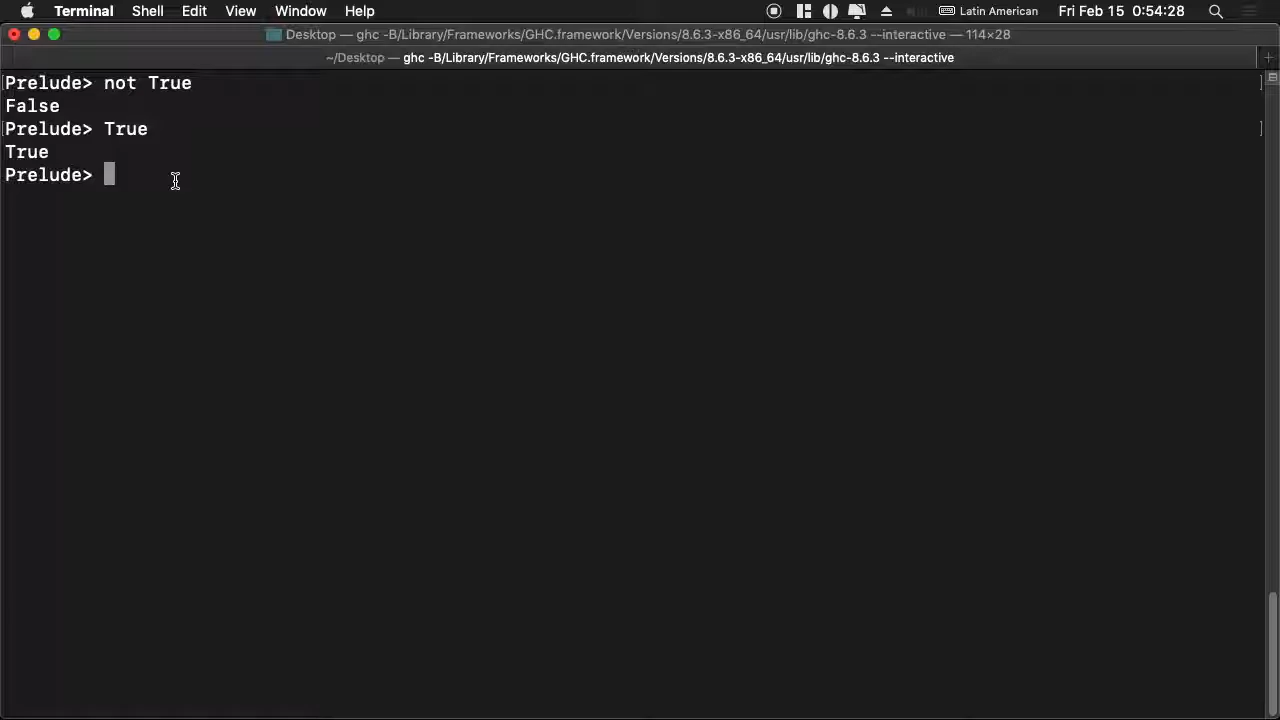 Terminal Shell Edit View Window Help Latin American Fri Feb 15 0:54:28
Desktop — ghc -B/Library/Frameworks/GHC.framework/Versions/8.6.3-x86_64/usr/lib/ghc-8.6.3 --interactive — 114×28
~/Desktop — ghc -B/Library/Frameworks/GHC.framework/Versions/8.6.3-x86_64/usr/lib/ghc-8.6.3 --interactive +
[Prelude> not True ]
False
[Prelude> True ]
True
Prelude>